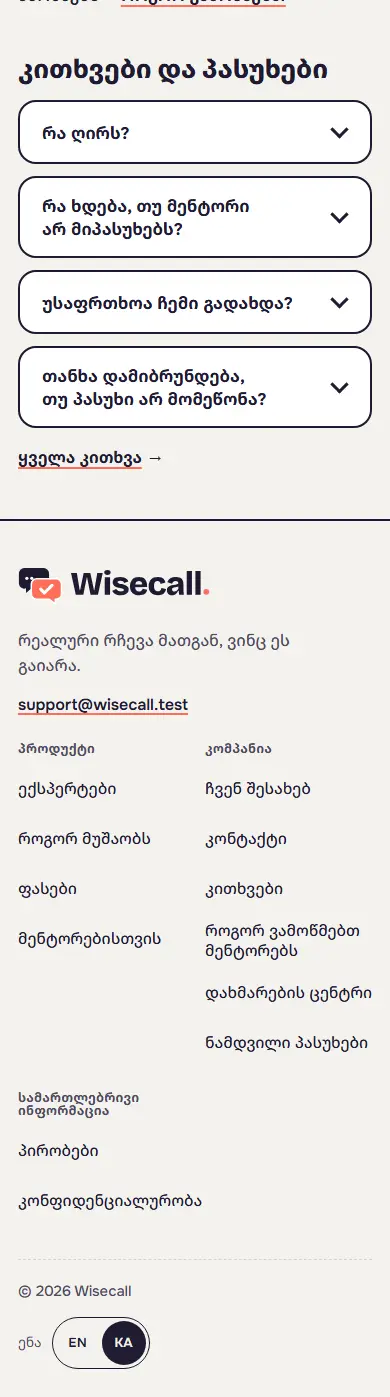 კითხვები და პასუხები
რა ღირს?
რა ხდება, თუ მენტორი
არ მიპასუხებს?
უსაფრთხოა ჩემი გადახდა?
თანხა დამიბრუნდება,
თუ პასუხი არ მომეწონა?
ყველა კითხვა →
Wisecall.
რეალური რჩევა მათგან, ვინც ეს
გაიარა.
support@wisecall.test
პროდუქტი
ექსპერტები
როგორ მუშაობს
ფასები
მენტორებისთვის
კომპანია
ჩვენ შესახებ
კონტაქტი
კითხვები
როგორ ვამოწმებთ
მენტორებს
დახმარების ცენტრი
ნამდვილი პასუხები
სამართლებრივი
ინფორმაცია
პირობები
კონფიდენციალურობა
© 2026 Wisecall
ენა EN KA